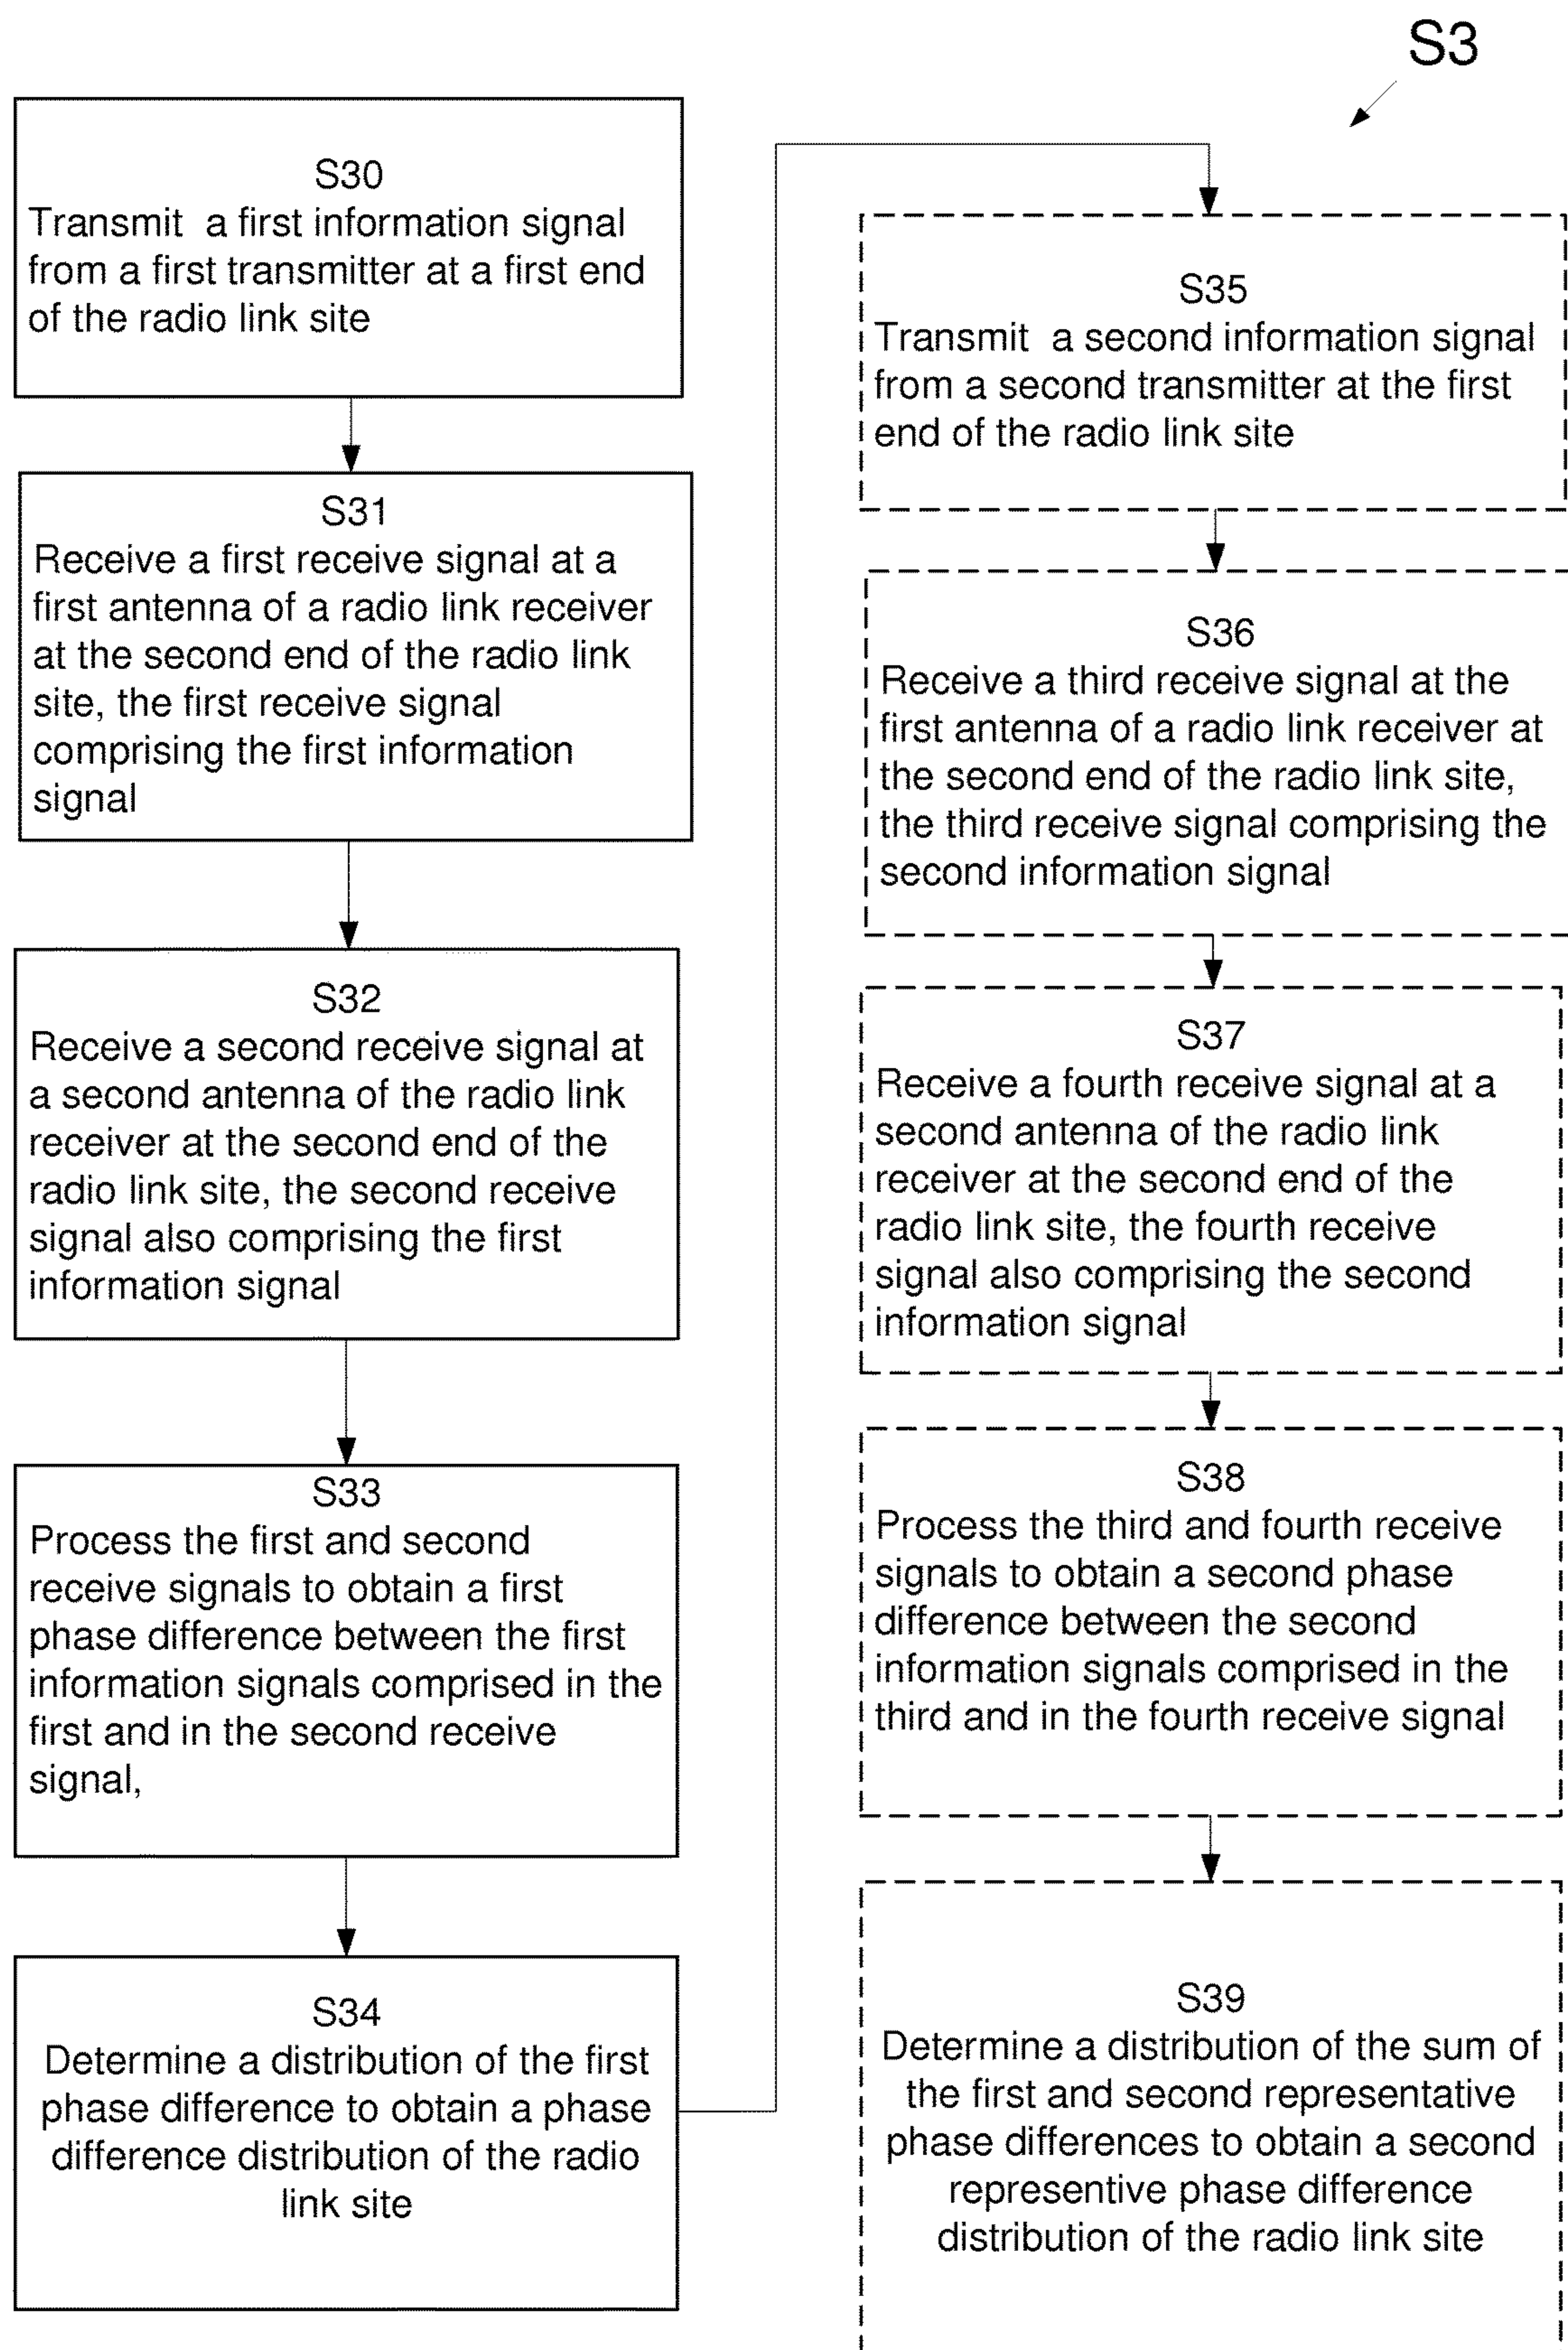 S3
S30
Transmit a first information signal
from a first transmitter at a first end
of the radio link site
S31
Receive a first receive signal at a
first antenna of a radio link receiver
at the second end of the radio link
site, the first receive signal
comprising the first information
signal
S32
Receive a second receive signal at
a second antenna of the radio link
receiver at the second end of the
radio link site, the second receive
signal also comprising the first
information signal
S33
Process the first and second
receive signals to obtain a first
phase difference between the first
information signals comprised in the
first and in the second receive
signal,
S34
Determine a distribution of the first
phase difference to obtain a phase
difference distribution of the radio
link site
S35
Transmit a second information signal
from a second transmitter at the first
end of the radio link site
S36
Receive a third receive signal at the
first antenna of a radio link receiver at
the second end of the radio link site,
the third receive signal comprising the
second information signal
S37
Receive a fourth receive signal at a
second antenna of the radio link
receiver at the second end of the
radio link site, the fourth receive
signal also comprising the second
information signal
S38
Process the third and fourth receive
signals to obtain a second phase
difference between the second
information signals comprised in the
third and in the fourth receive signal
S39
Determine a distribution of the sum of
the first and second representative
phase differences to obtain a second
representive phase difference
distribution of the radio link site